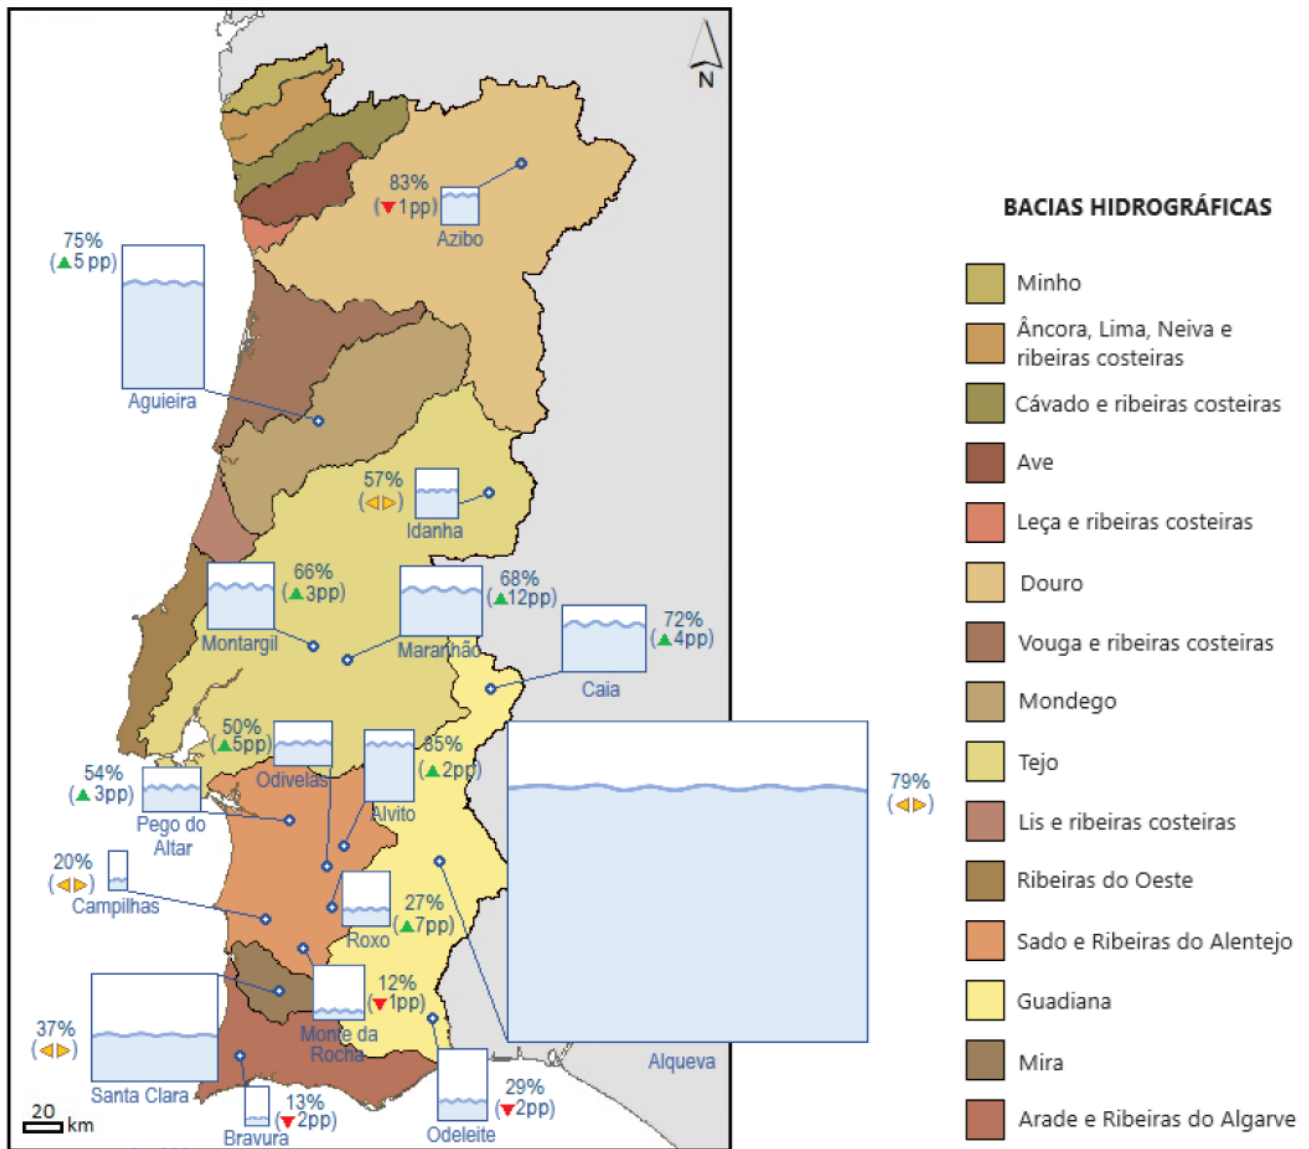 N
83%
(▼1pp)
Azibo
75%
(▲5 pp)
Aguieira
57%
(◀▶)
Idanha
66%
(▲3pp)
Montargil
68%
(▲12pp)
Maranhão
72%
(▲4pp)
Caia
50%
(▲5pp)
Odivelas
85%
(▲2pp)
Alvito
54%
(▲3pp)
Pego do
Altar
79%
(◀▶)
Alqueva
20%
(◀▶)
Campilhas
27%
(▲7pp)
Roxo
12%
(▼1pp)
Monte da
Rocha
37%
(◀▶)
Santa Clara
13%
(▼2pp)
Bravura
29%
(▼2pp)
Odeleite
20
km
BACIAS HIDROGRÁFICAS
Minho
Âncora, Lima, Neiva e
ribeiras costeiras
Cávado e ribeiras costeiras
Ave
Leça e ribeiras costeiras
Douro
Vouga e ribeiras costeiras
Mondego
Tejo
Lis e ribeiras costeiras
Ribeiras do Oeste
Sado e Ribeiras do Alentejo
Guadiana
Mira
Arade e Ribeiras do Algarve